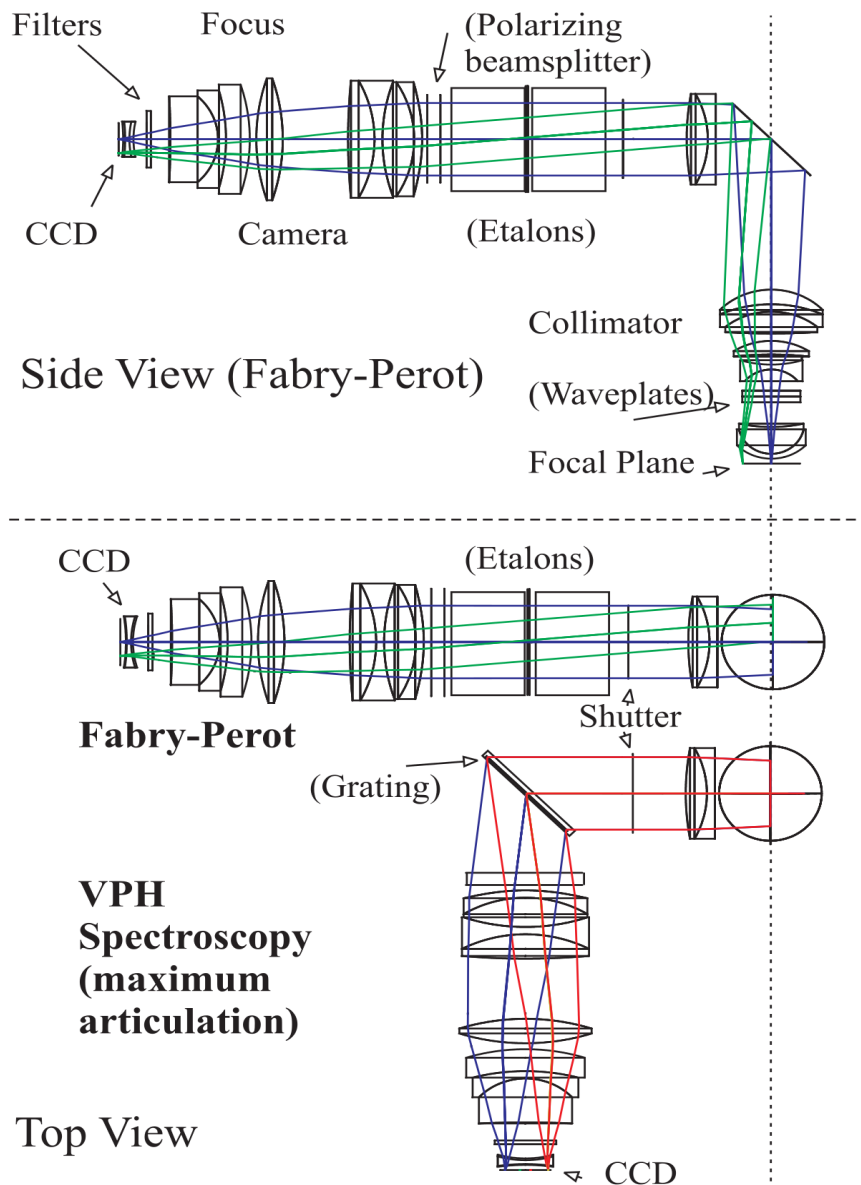 Filters
Focus
(Polarizing
beamsplitter)
CCD
Camera
(Etalons)
Collimator
Side View (Fabry-Perot)
(Waveplates)
Focal Plane
CCD
(Etalons)
Fabry-Perot
Shutter
(Grating)
VPH
Spectroscopy
(maximum
articulation)
Top View
CCD